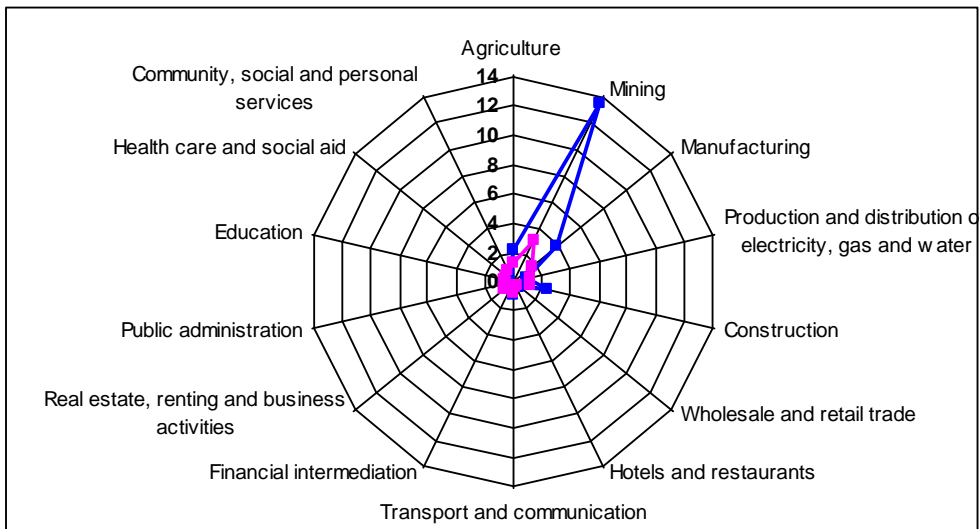 Agriculture
14
12
10
8
6
4
2
0
Mining
Manufacturing
Production and distribution o
electricity, gas and water
Construction
Wholesale and retail trade
Hotels and restaurants
Transport and communication
Financial intermediation
Real estate, renting and business
activities
Public administration
Education
Health care and social aid
Community, social and personal
services